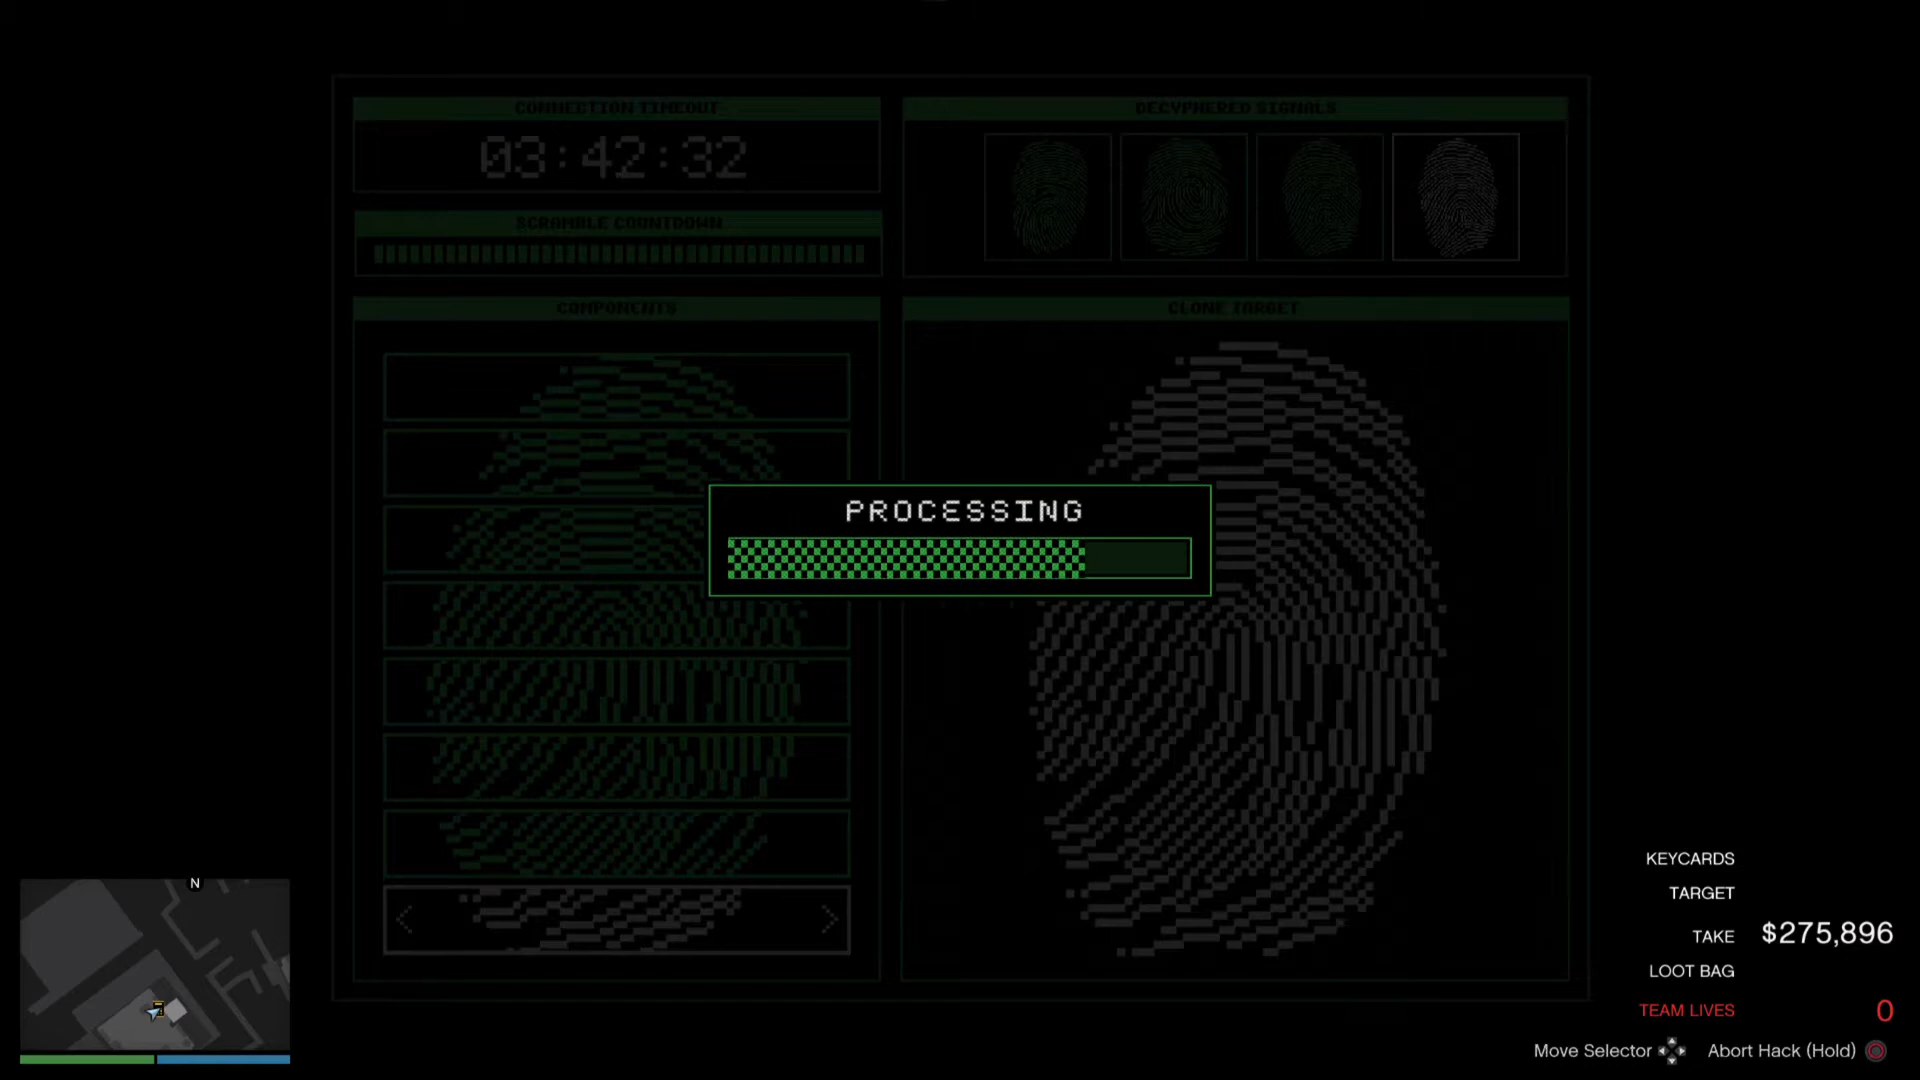 CONNECTION TIMEOUT
03:42:32
SCRAMBLE COUNTDOWN
DECYPHERED SIGNALS
COMPONENTS
CLONE TARGET
PROCESSING
N
KEYCARDS
TARGET
TAKE $275,896
LOOT BAG
TEAM LIVES 0
Move Selector Abort Hack (Hold)